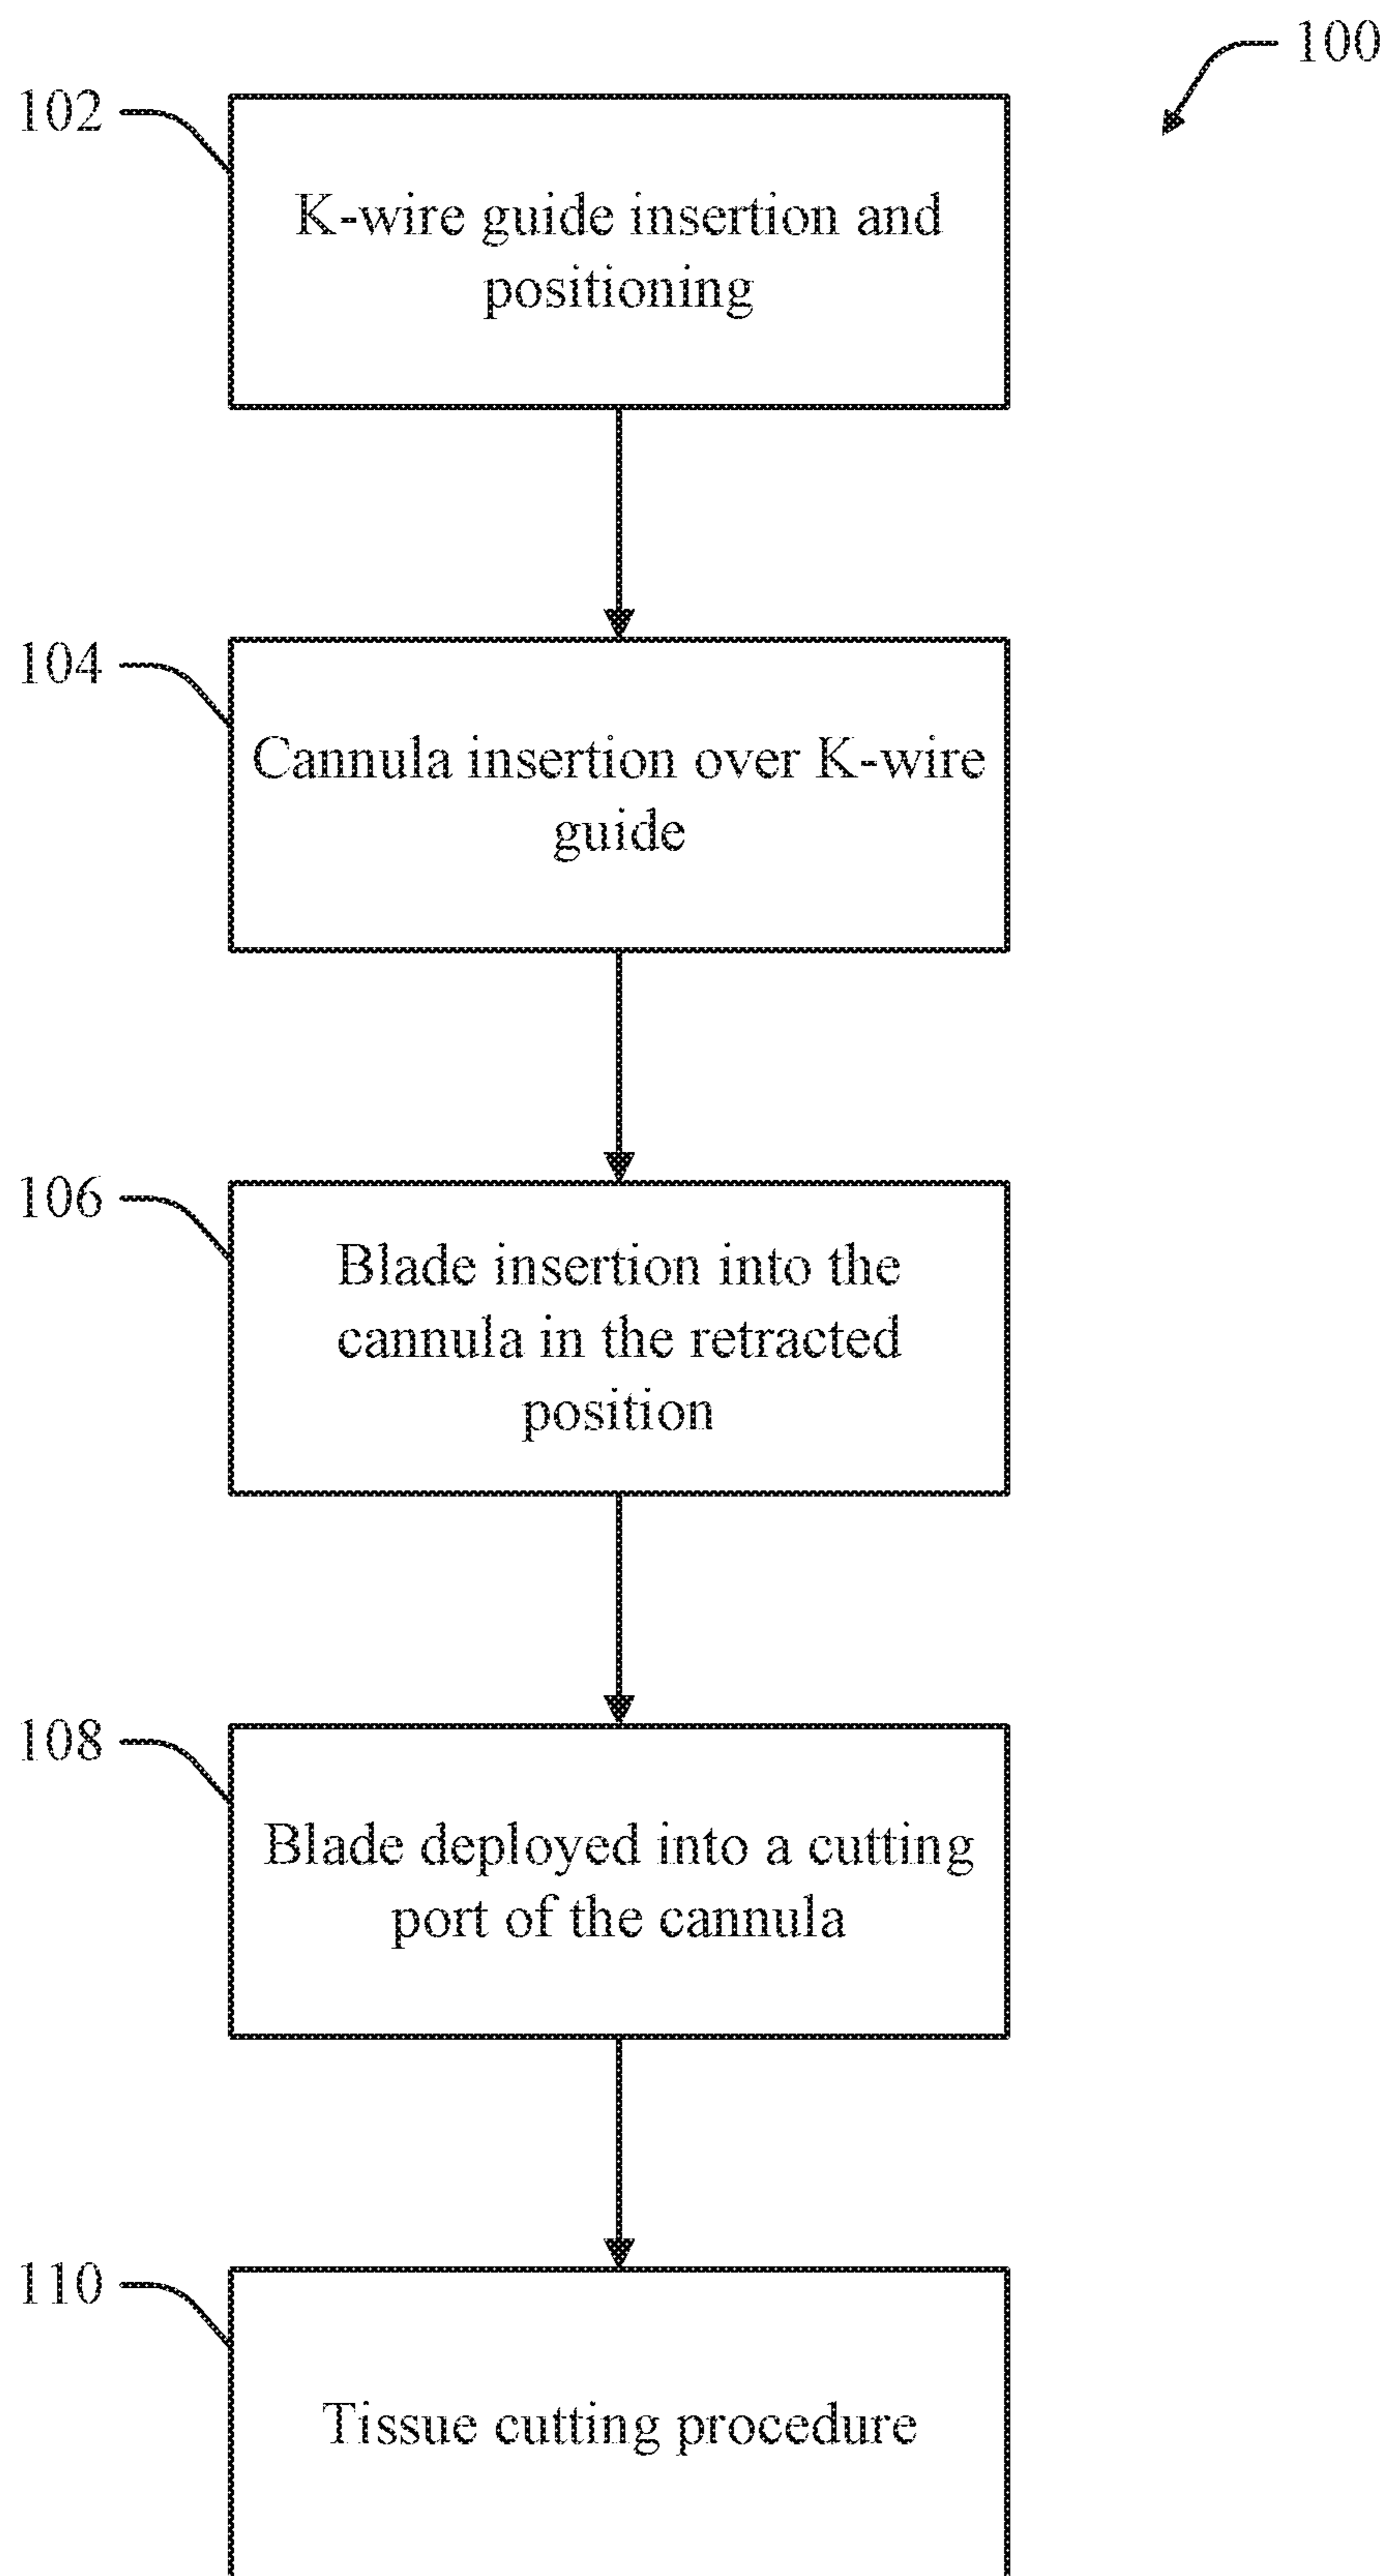 100
102
K-wire guide insertion and
positioning
104
Cannula insertion over K-wire
guide
106
Blade insertion into the
cannula in the retracted
position
108
Blade deployed into a cutting
port of the cannula
110
Tissue cutting procedure